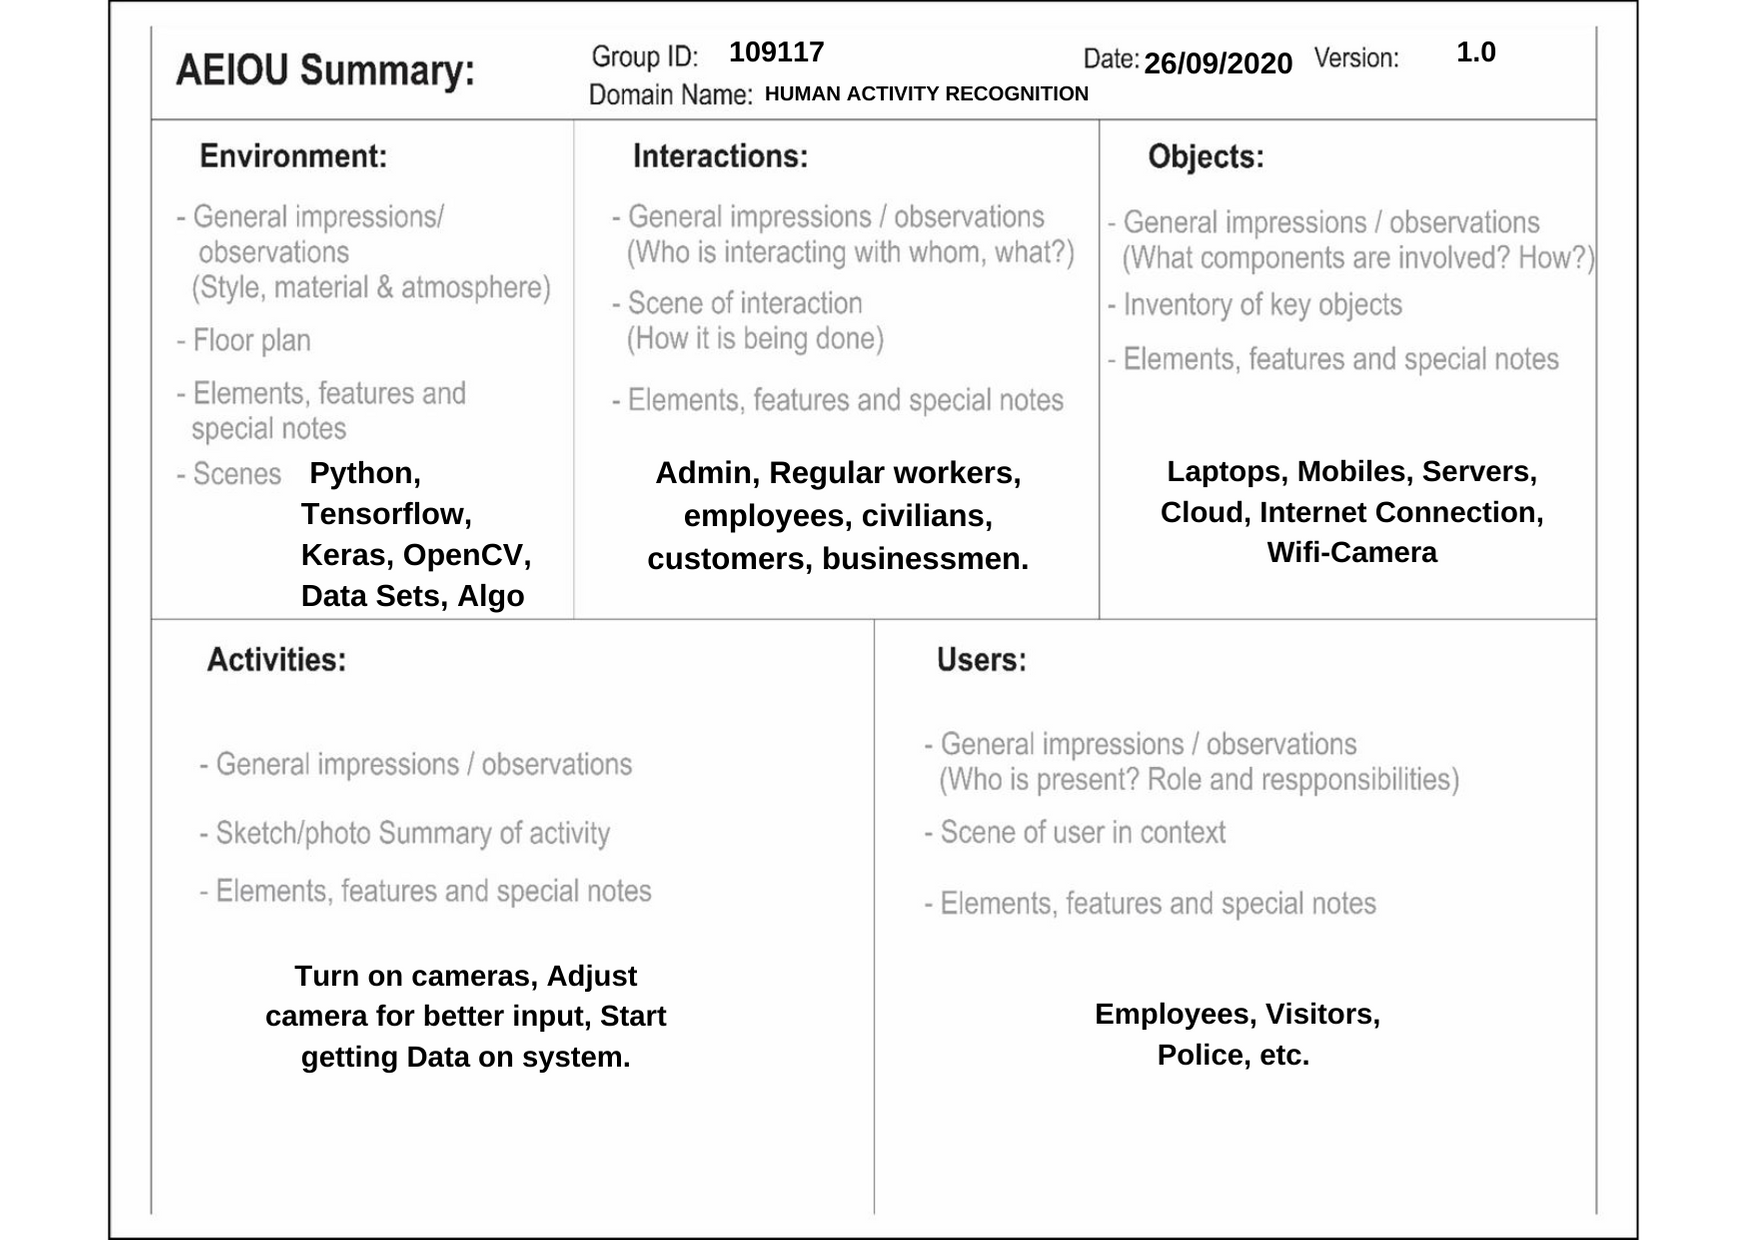 AEIOU Summary:
Group ID: 109117
Date: 26/09/2020 Version: 1.0
Domain Name: HUMAN ACTIVITY RECOGNITION
Environment:
- General impressions/
observations
(Style, material & atmosphere)
- Floor plan
- Elements, features and
special notes
- Scenes Python,
Tensorflow,
Keras, OpenCV,
Data Sets, Algo
Interactions:
- General impressions / observations
(Who is interacting with whom, what?)
- Scene of interaction
(How it is being done)
- Elements, features and special notes
Admin, Regular workers,
employees, civilians,
customers, businessmen.
Objects:
- General impressions / observations
(What components are involved? How?)
- Inventory of key objects
- Elements, features and special notes
Laptops, Mobiles, Servers,
Cloud, Internet Connection,
Wifi-Camera
Activities:
- General impressions / observations
- Sketch/photo Summary of activity
- Elements, features and special notes
Turn on cameras, Adjust
camera for better input, Start
getting Data on system.
Users:
- General impressions / observations
(Who is present? Role and respponsibilities)
- Scene of user in context
- Elements, features and special notes
Employees, Visitors,
Police, etc.